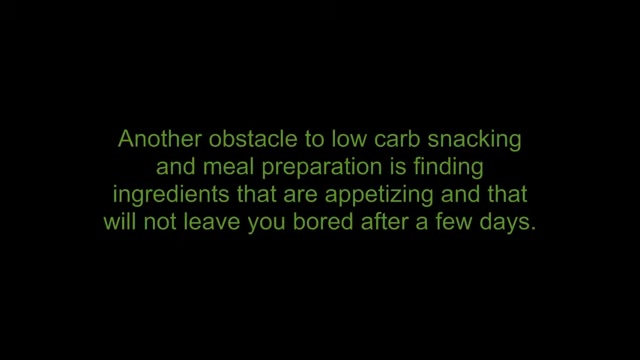 Another obstacle to low carb snacking
and meal preparation is finding
ingredients that are appetizing and that
will not leave you bored after a few days.